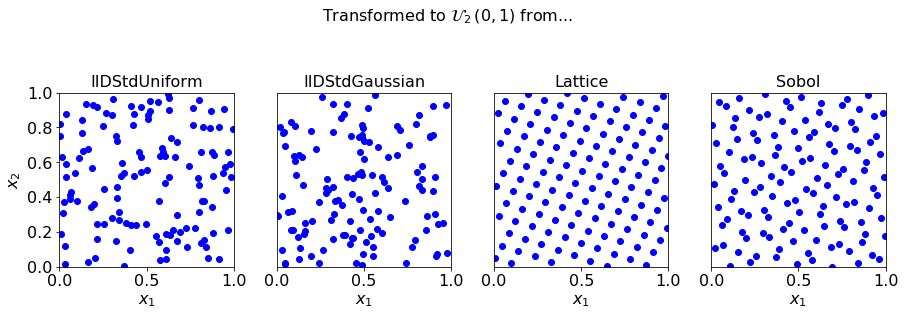 Transformed to 𝒰₂ (0, 1) from...
IIDStdUniform
IIDStdGaussian
Lattice
Sobol
x₂
1.0
0.8
0.6
0.4
0.2
0.0
0.0 0.5 1.0
0.0 0.5 1.0
0.0 0.5 1.0
0.0 0.5 1.0
x₁
x₁
x₁
x₁